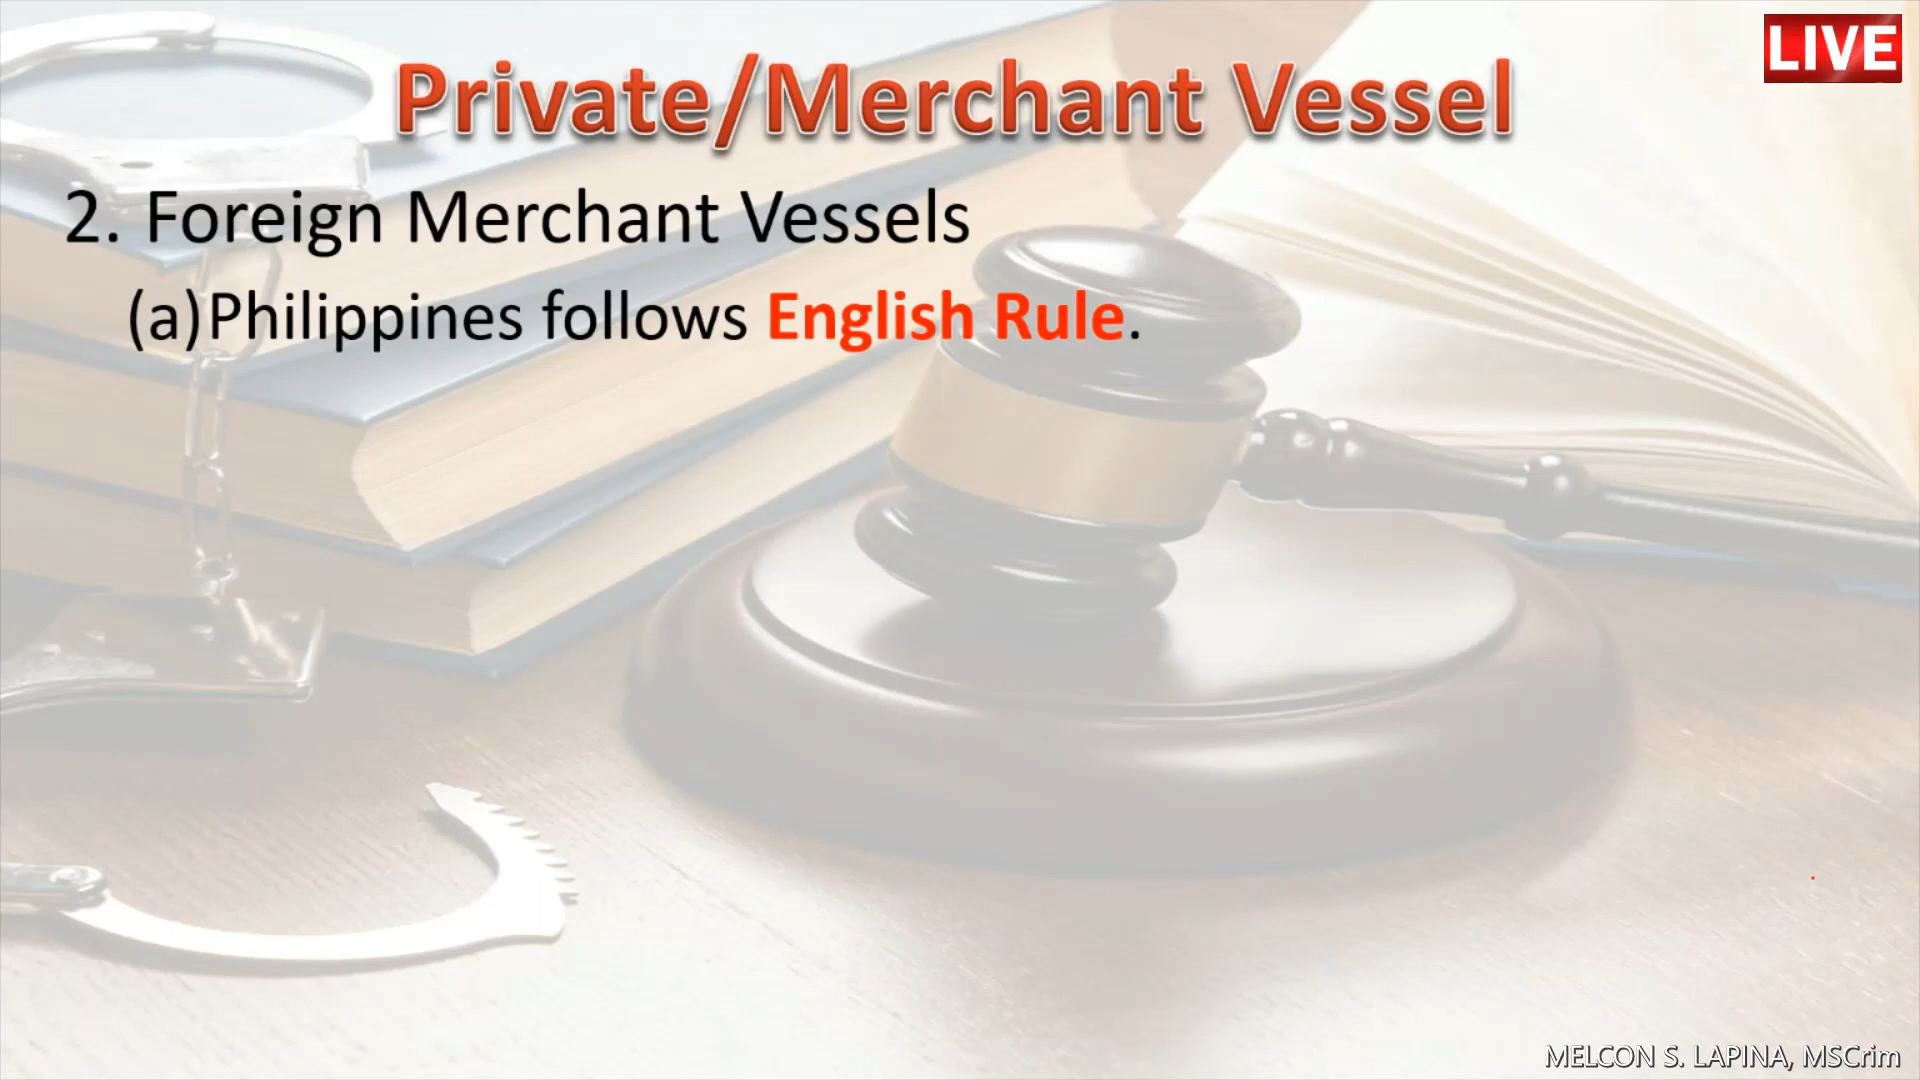 LIVE
Private/Merchant Vessel
2. Foreign Merchant Vessels
(a)Philippines follows English Rule.
MELCON S. LAPINA, MSCrim